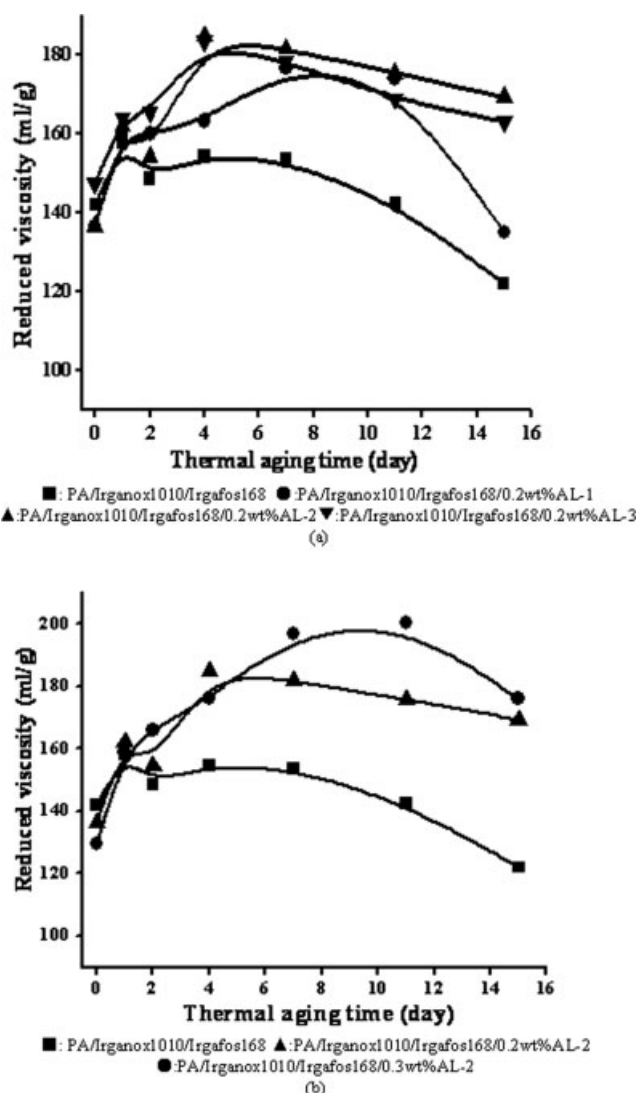 180
160
140
120
100
Reduced viscosity (ml/g)
0 2 4 6 8 10 12 14 16
Thermal aging time (day)
■: PA/Irganox1010/Irgafos168 ●:PA/Irganox1010/Irgafos168/0.2wt%AL-1
▲:PA/Irganox1010/Irgafos168/0.2wt%AL-2▼:PA/Irganox1010/Irgafos168/0.2wt%AL-3
(a)
200
180
160
140
120
100
Reduced viscosity (ml/g)
0 2 4 6 8 10 12 14 16
Thermal aging time (day)
■: PA/Irganox1010/Irgafos168 ▲:PA/Irganox1010/Irgafos168/0.2wt%AL-2
●:PA/Irganox1010/Irgafos168/0.3wt%AL-2
(b)